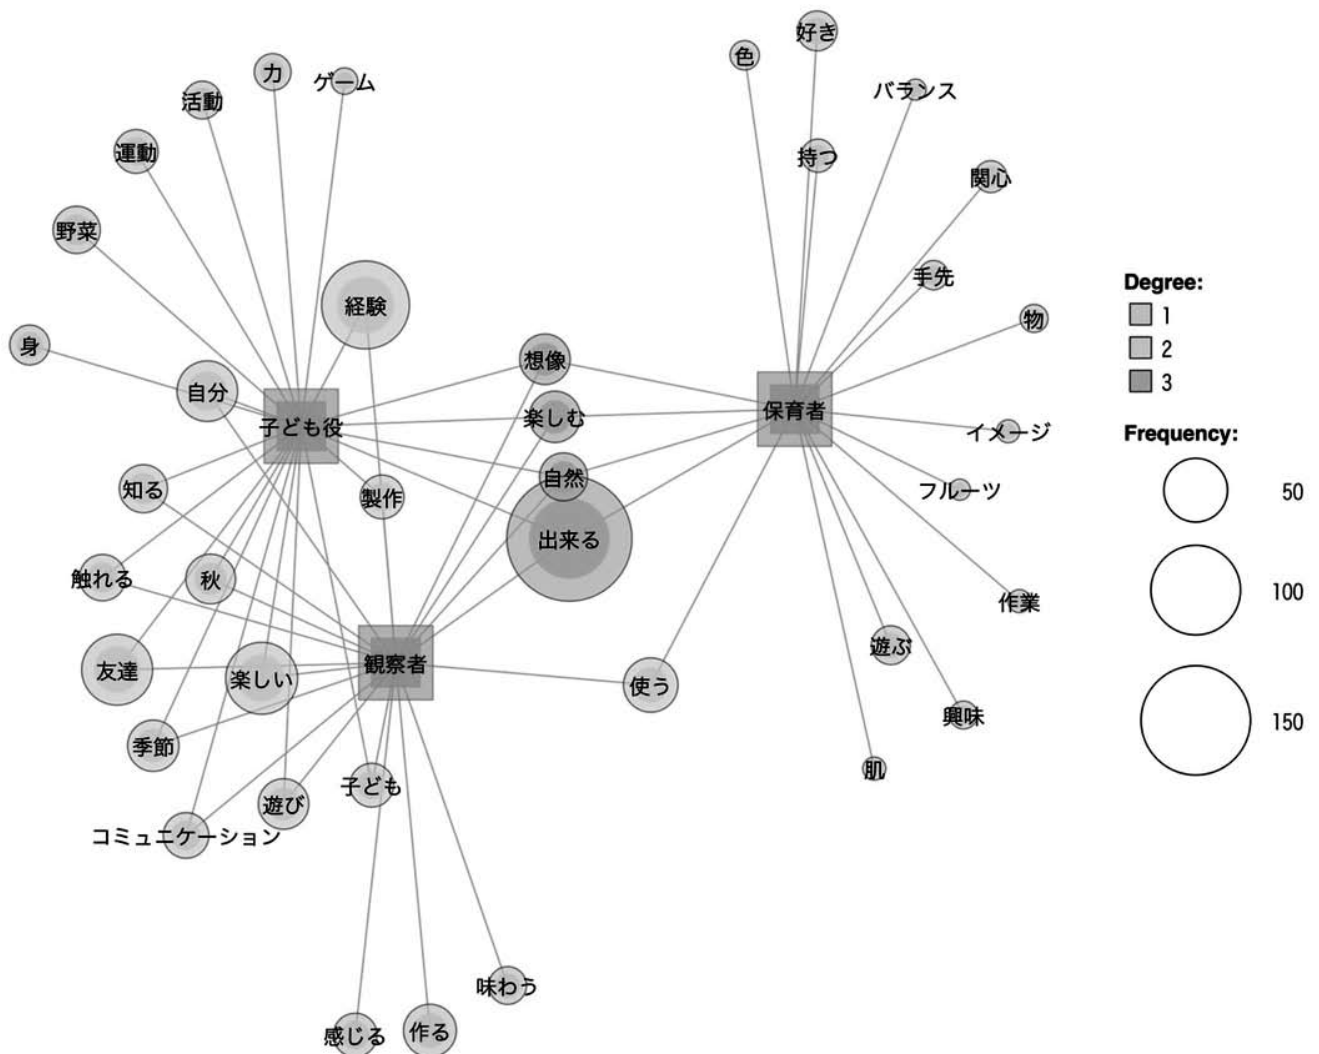 好き
色
力
ゲーム
バランス
活動
運動
持つ
関心
野菜
手先
Degree:
経験
1
物
身
2
想像
3
自分
保育者
楽しむ
子ども役
イメージ
Frequency:
自然
知る
製作
フルーツ
50
出来る
触れる
秋
100
作業
遊ぶ
観察者
友達
楽しい
使う
興味
150
季節
肌
子ども
遊び
コミュニケーション
味わう
感じる
作る